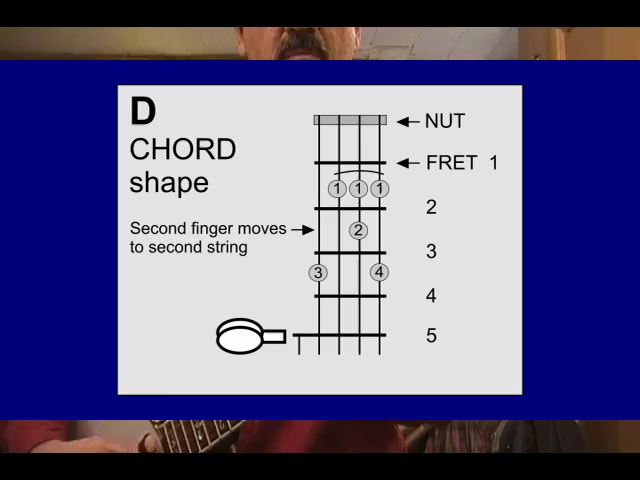 D
CHORD
shape
NUT
FRET 1
1 1 1
2
Second finger moves
to second string
2
3
3 4
4
5